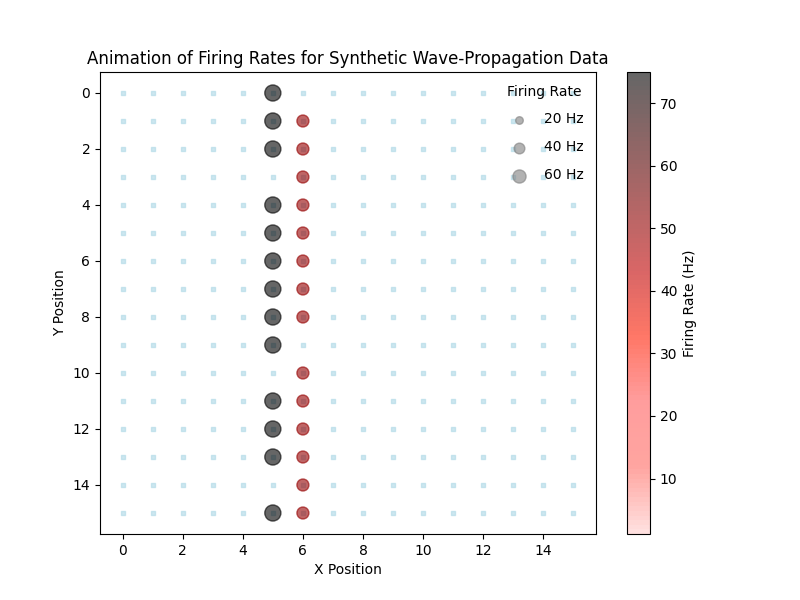 Animation of Firing Rates for Synthetic Wave-Propagation Data
Firing Rate
20 Hz
40 Hz
60 Hz
0
2
4
6
8
10
12
14
Y Position
0
2
4
6
8
10
12
14
X Position
70
60
50
40
30
20
10
Firing Rate (Hz)